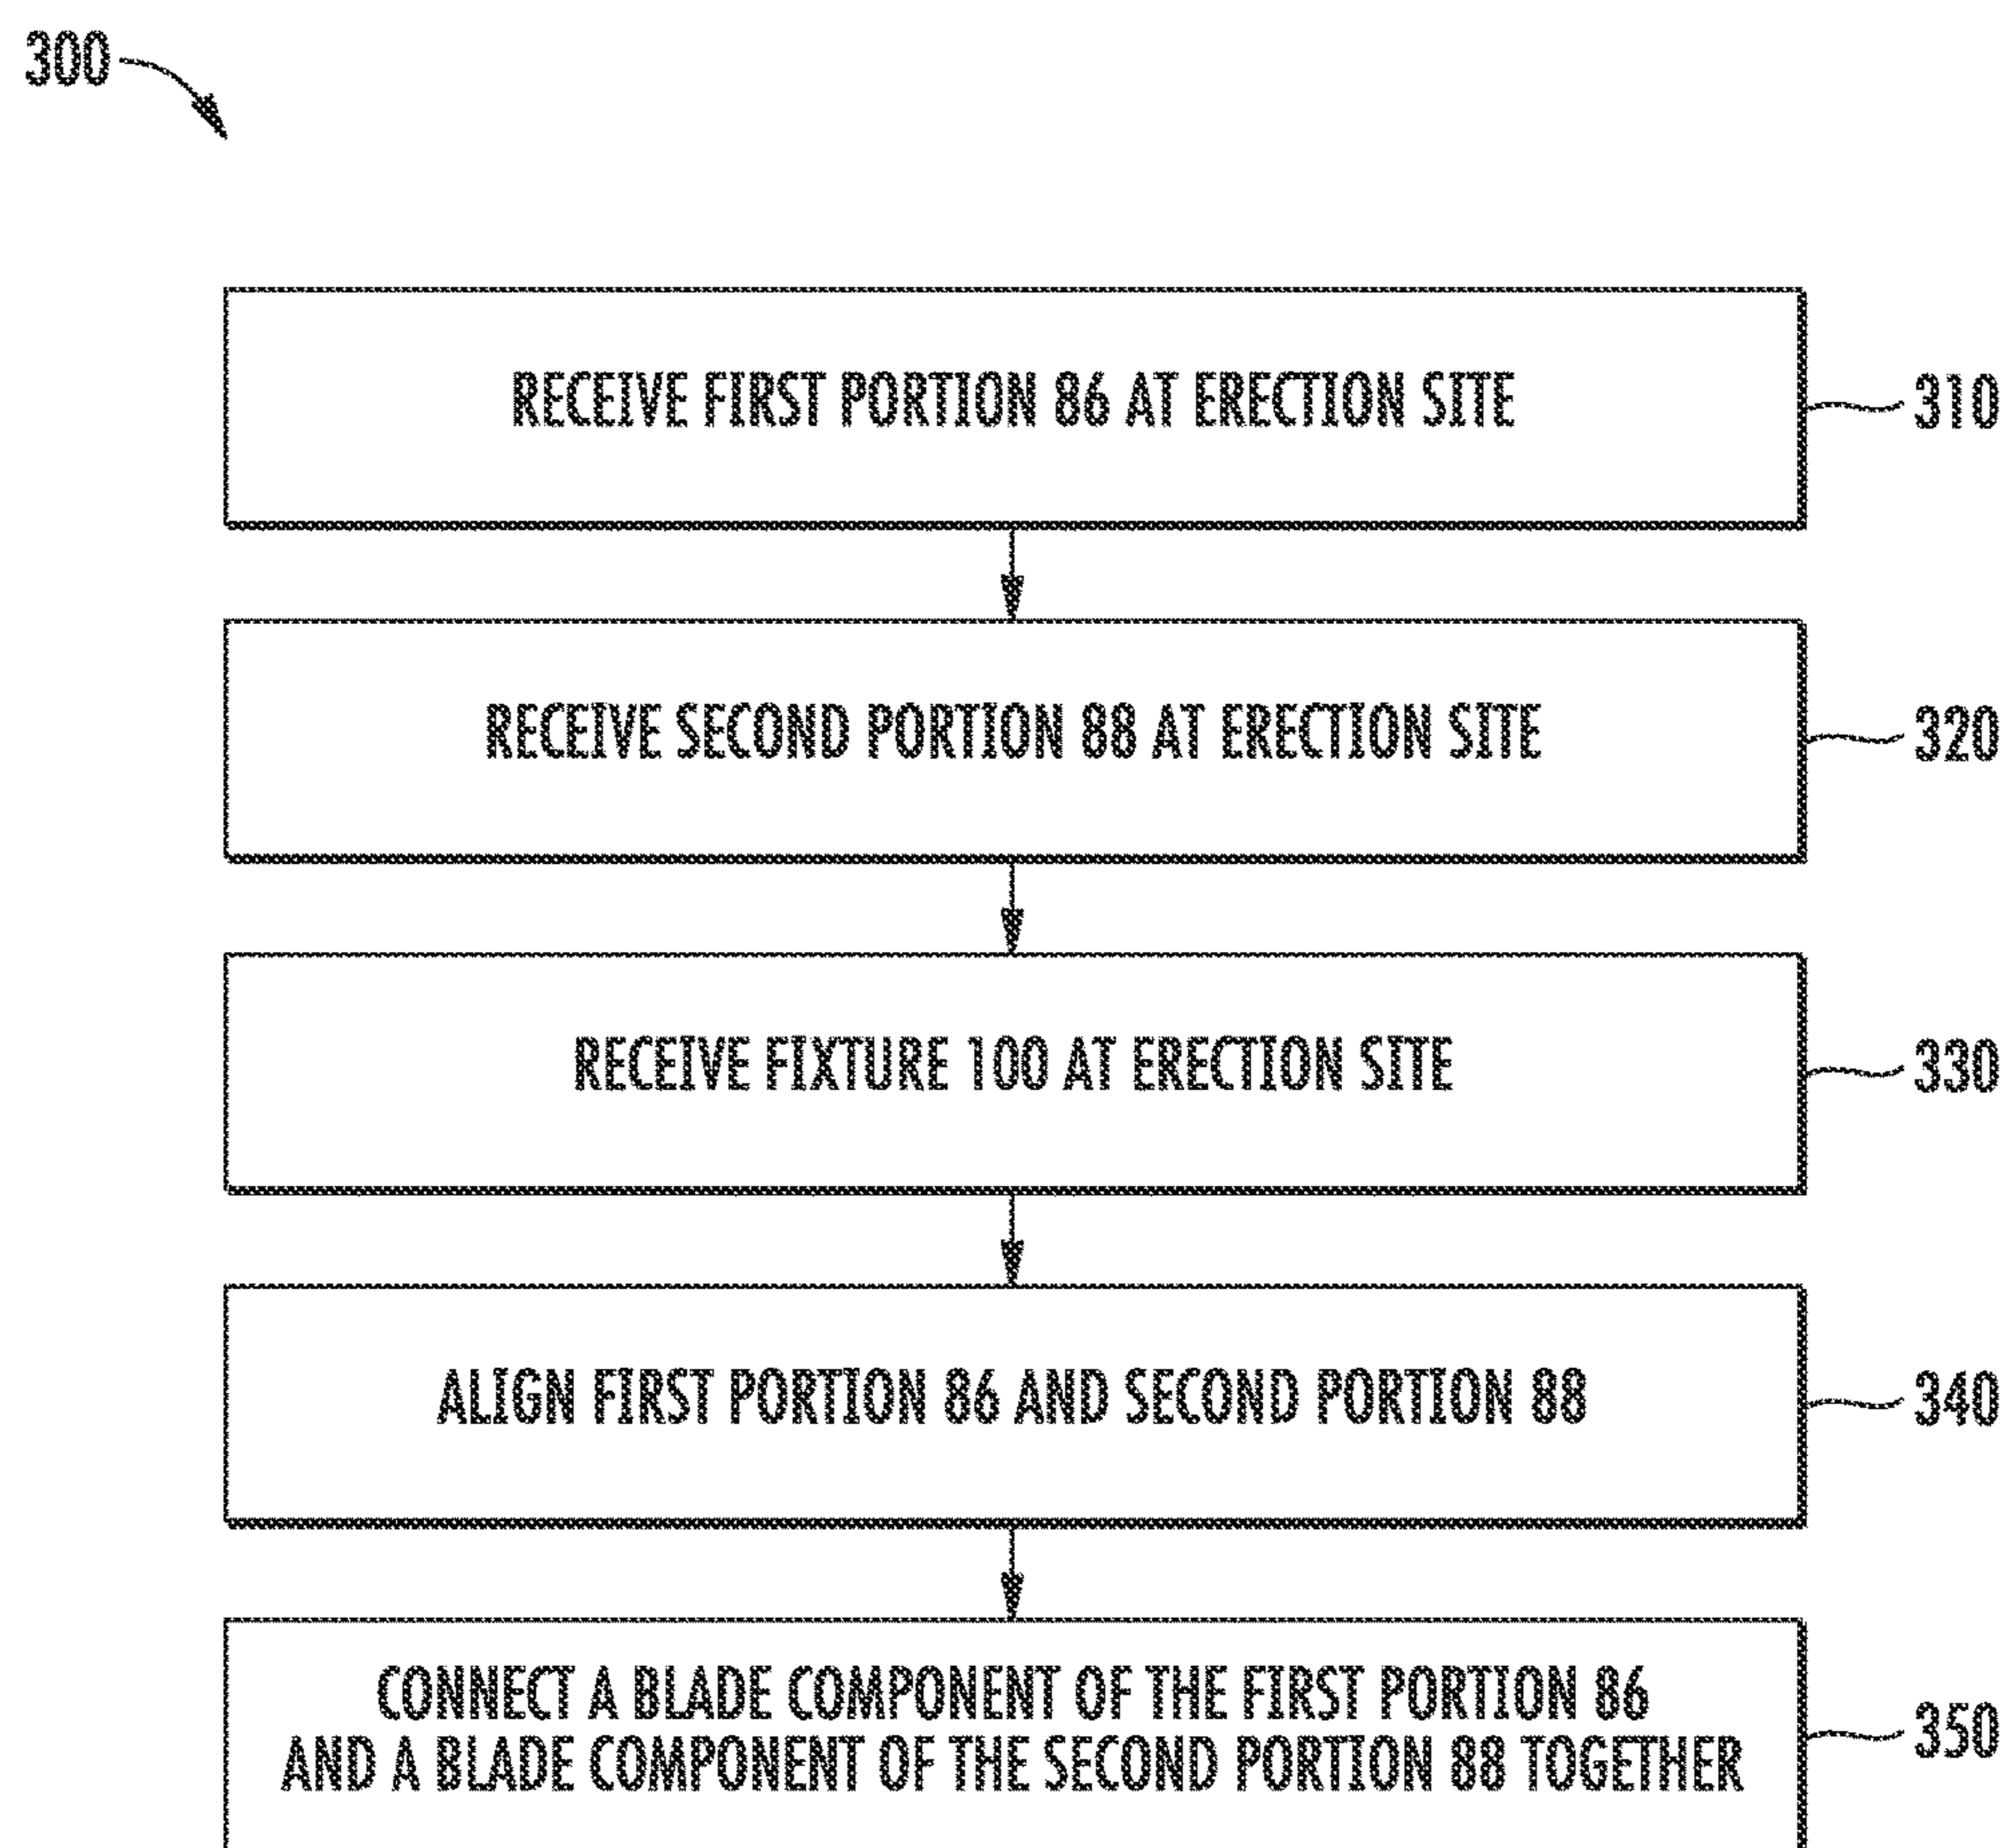 300
RECEIVE FIRST PORTION 86 AT ERECTION SITE
310
RECEIVE SECOND PORTION 88 AT ERECTION SITE
320
RECEIVE FIXTURE 100 AT ERECTION SITE
330
ALIGN FIRST PORTION 86 AND SECOND PORTION 88
340
CONNECT A BLADE COMPONENT OF THE FIRST PORTION 86
AND A BLADE COMPONENT OF THE SECOND PORTION 88 TOGETHER
350